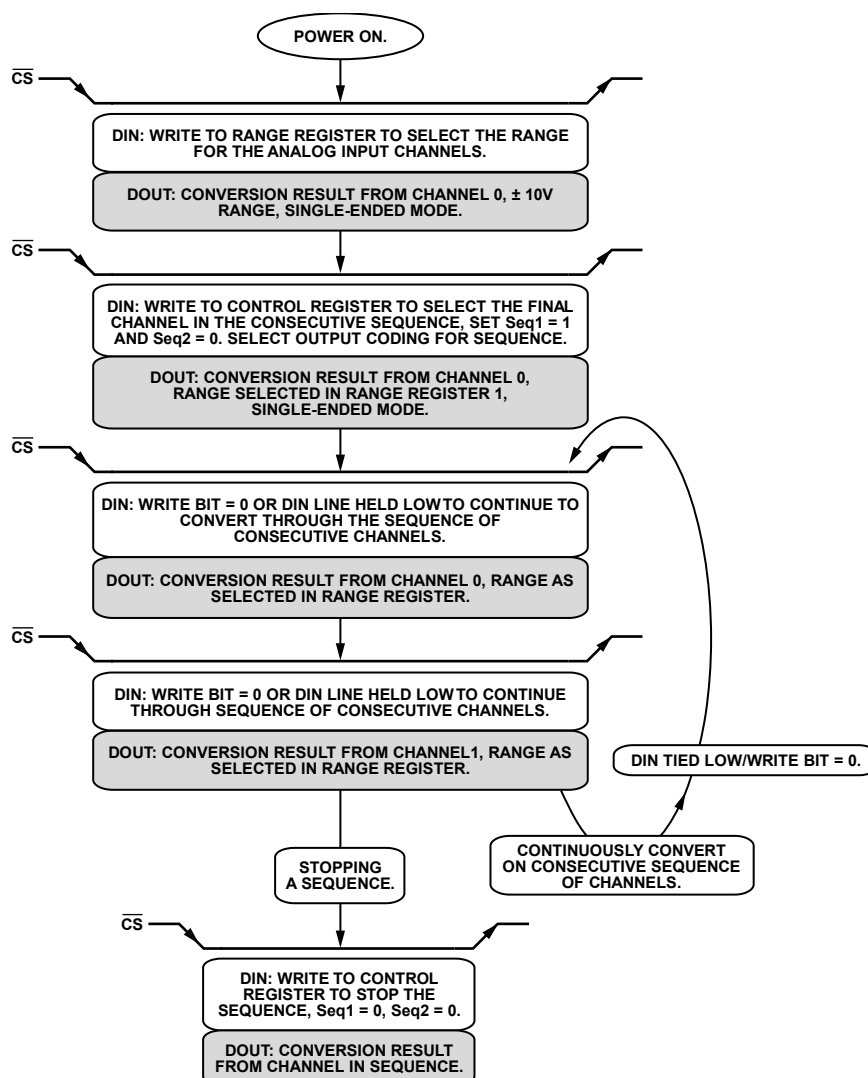 POWER ON.
CS
DIN: WRITE TO RANGE REGISTER TO SELECT THE RANGE
FOR THE ANALOG INPUT CHANNELS.
DOUT: CONVERSION RESULT FROM CHANNEL 0, ± 10V
RANGE, SINGLE-ENDED MODE.
CS
DIN: WRITE TO CONTROL REGISTER TO SELECT THE FINAL
CHANNEL IN THE CONSECUTIVE SEQUENCE, SET Seq1 = 1
AND Seq2 = 0. SELECT OUTPUT CODING FOR SEQUENCE.
DOUT: CONVERSION RESULT FROM CHANNEL 0,
RANGE SELECTED IN RANGE REGISTER 1,
SINGLE-ENDED MODE.
CS
DIN: WRITE BIT = 0 OR DIN LINE HELD LOW TO CONTINUE TO
CONVERT THROUGH THE SEQUENCE OF
CONSECUTIVE CHANNELS.
DOUT: CONVERSION RESULT FROM CHANNEL 0, RANGE AS
SELECTED IN RANGE REGISTER.
CS
DIN: WRITE BIT = 0 OR DIN LINE HELD LOW TO CONTINUE
THROUGH SEQUENCE OF CONSECUTIVE CHANNELS.
DOUT: CONVERSION RESULT FROM CHANNEL1, RANGE AS
SELECTED IN RANGE REGISTER.
DIN TIED LOW/WRITE BIT = 0.
STOPPING
A SEQUENCE.
CONTINUOUSLY CONVERT
ON CONSECUTIVE SEQUENCE
OF CHANNELS.
CS
DIN: WRITE TO CONTROL
REGISTER TO STOP THE
SEQUENCE, Seq1 = 0, Seq2 = 0.
DOUT: CONVERSION RESULT
FROM CHANNEL IN SEQUENCE.